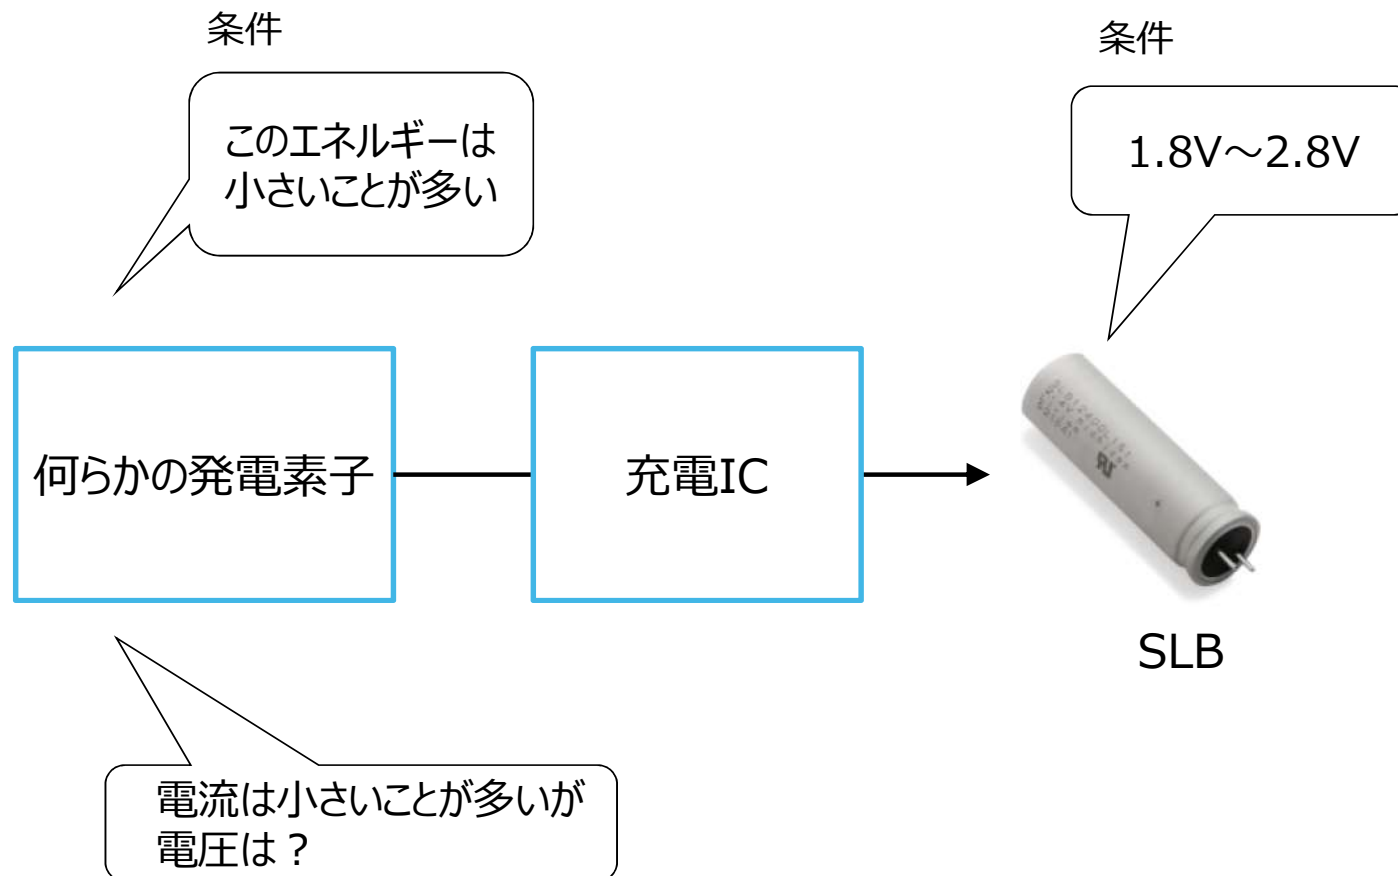 条件
条件
このエネルギーは
小さいことが多い
1.8V～2.8V
何らかの発電素子
充電IC
SLB
電流は小さいことが多いが
電圧は？